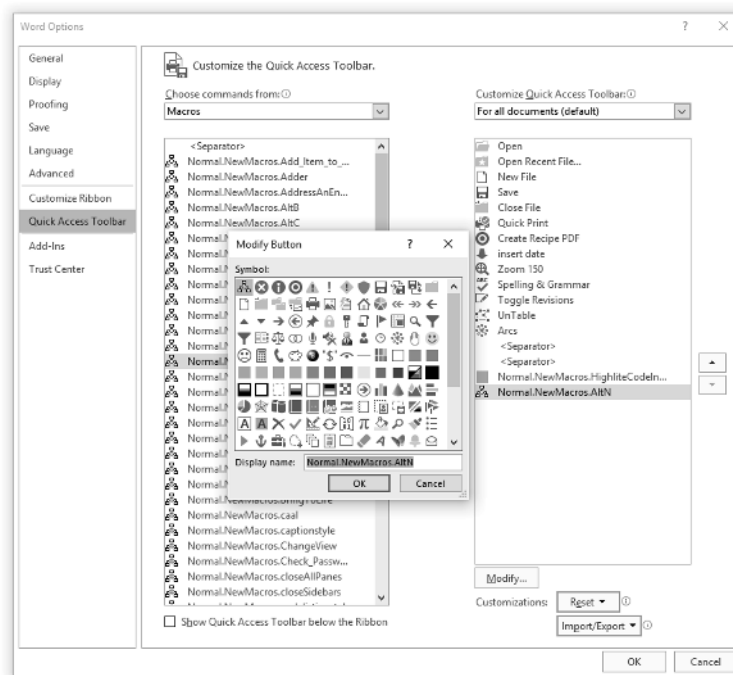 Word Options
?
General
Display
Proofing
Save
Language
Advanced
Customize Ribbon
Quick Access Toolbar
Add-Ins
Trust Center
Customize the Quick Access Toolbar.
Choose commands from:
Macros
<Separator>
Normal.NewMacros.Add_Item_to_...
Normal.NewMacros.Adder
Normal.NewMacros.AddressAnEn...
Normal.NewMacros.AltB
Normal.NewMacros.AltC
Normal.NewMacros.caal
Normal.NewMacros.captionstyle
Normal.NewMacros.ChangeView
Normal.NewMacros.Check_Passw...
Normal.NewMacros.closeAllPanes
Normal.NewMacros.closeSidebars
Show Quick Access Toolbar below the Ribbon
Modify Button
?
Symbol:
Display name: Normal.NewMacros.AltN
OK Cancel
Customize Quick Access Toolbar:
For all documents (default)
Open
Open Recent File...
New File
Save
Close File
Quick Print
Create Recipe PDF
insert date
Zoom 150
Spelling & Grammar
Toggle Revisions
UnTable
Arcs
<Separator>
<Separator>
Normal.NewMacros.HighliteCodeIn...
Normal.NewMacros.AltN
Modify...
Customizations: Reset
Import/Export
OK Cancel